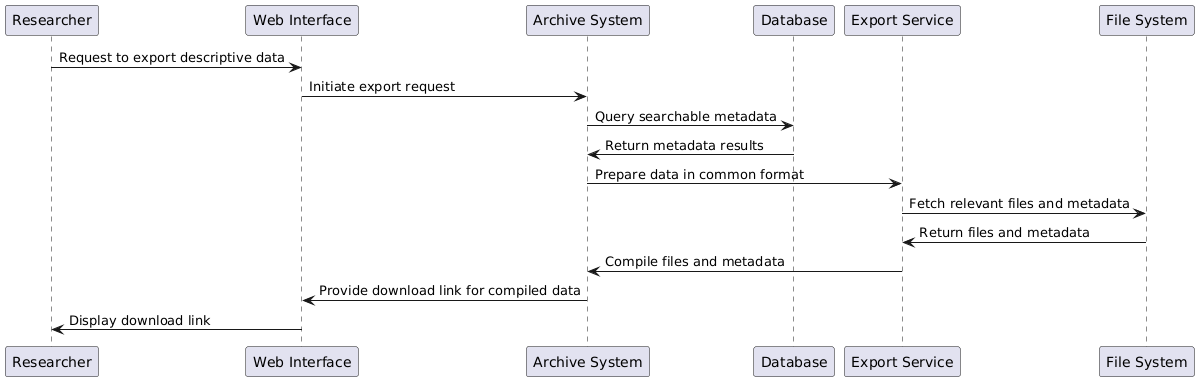 Researcher
Web Interface
Archive System
Database
Export Service
File System
Request to export descriptive data
Initiate export request
Query searchable metadata
Return metadata results
Prepare data in common format
Fetch relevant files and metadata
Return files and metadata
Compile files and metadata
Provide download link for compiled data
Display download link
Researcher
Web Interface
Archive System
Database
Export Service
File System